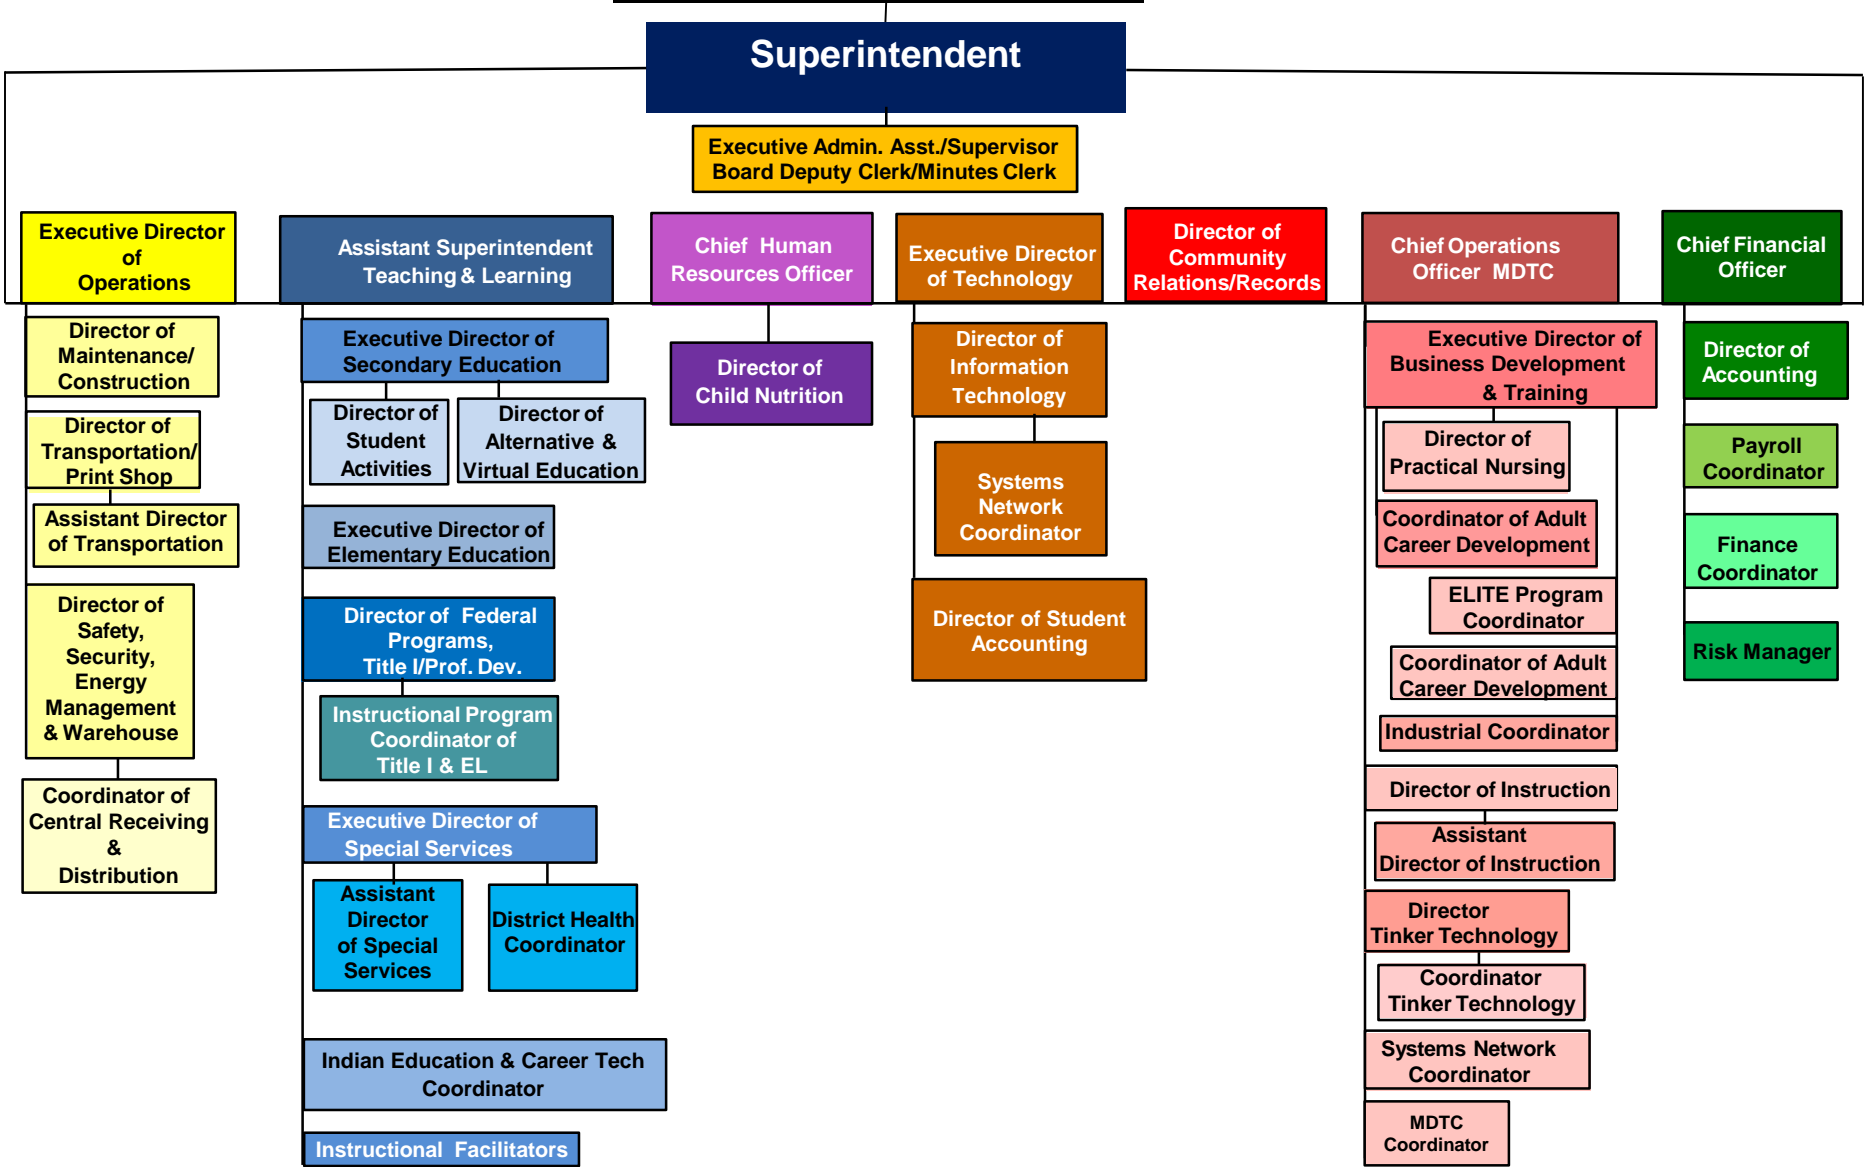 Superintendent
Executive Admin. Asst./Supervisor
Board Deputy Clerk/Minutes Clerk
Executive Director
of
Operations
Director of
Maintenance/
Construction
Director of
Transportation/
Print Shop
Assistant Director
of Transportation
Director of
Safety,
Security,
Energy
Management
& Warehouse
Coordinator of
Central Receiving
&
Distribution
Assistant Superintendent
Teaching & Learning
Executive Director of
Secondary Education
Director of
Student
Activities
Director of
Alternative &
Virtual Education
Executive Director of
Elementary Education
Director of Federal
Programs,
Title I/Prof. Dev.
Instructional Program
Coordinator of
Title I & EL
Executive Director of
Special Services
Assistant
Director
of Special
Services
District Health
Coordinator
Indian Education & Career Tech
Coordinator
Instructional Facilitators
Chief Human
Resources Officer
Director of
Child Nutrition
Executive Director
of Technology
Director of
Information
Technology
Systems
Network
Coordinator
Director of Student
Accounting
Director of
Community
Relations/Records
Chief Operations
Officer MDTC
Executive Director of
Business Development
& Training
Director of
Practical Nursing
Coordinator of Adult
Career Development
ELITE Program
Coordinator
Coordinator of Adult
Career Development
Industrial Coordinator
Director of Instruction
Assistant
Director of Instruction
Director
Tinker Technology
Coordinator
Tinker Technology
Systems Network
Coordinator
MDTC
Coordinator
Chief Financial
Officer
Director of
Accounting
Payroll
Coordinator
Finance
Coordinator
Risk Manager